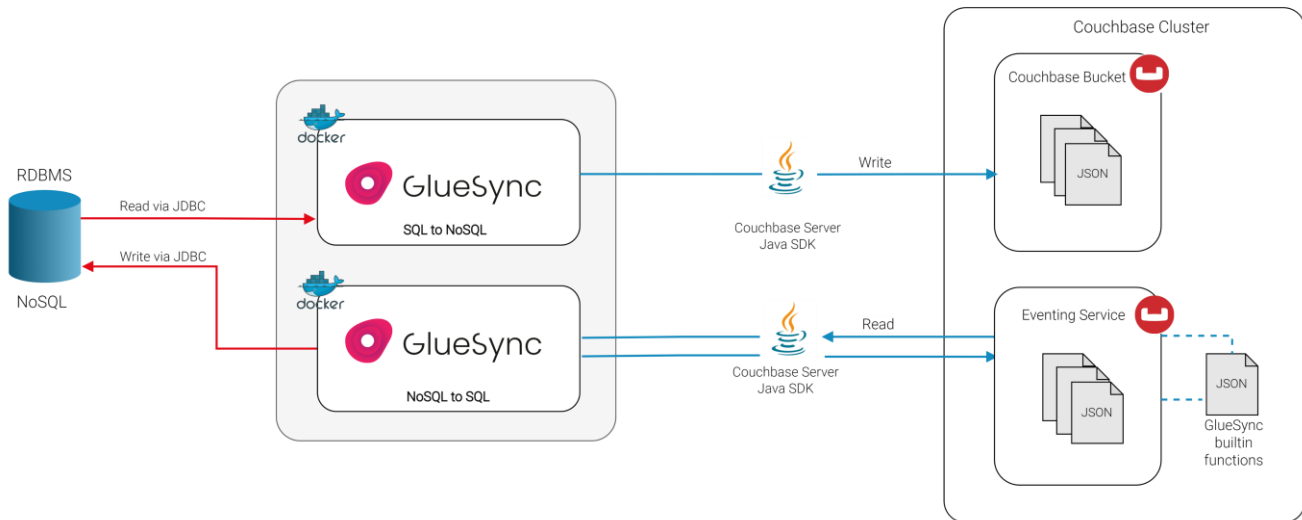 Couchbase Cluster
Couchbase Bucket
JSON
docker
GlueSync
SQL to NoSQL
RDBMS
NoSQL
Read via JDBC
Write via JDBC
Couchbase Server
Java SDK
Write
docker
GlueSync
NoSQL to SQL
Couchbase Server
Java SDK
Read
Eventing Service
JSON
JSON
GlueSync
builtin
functions